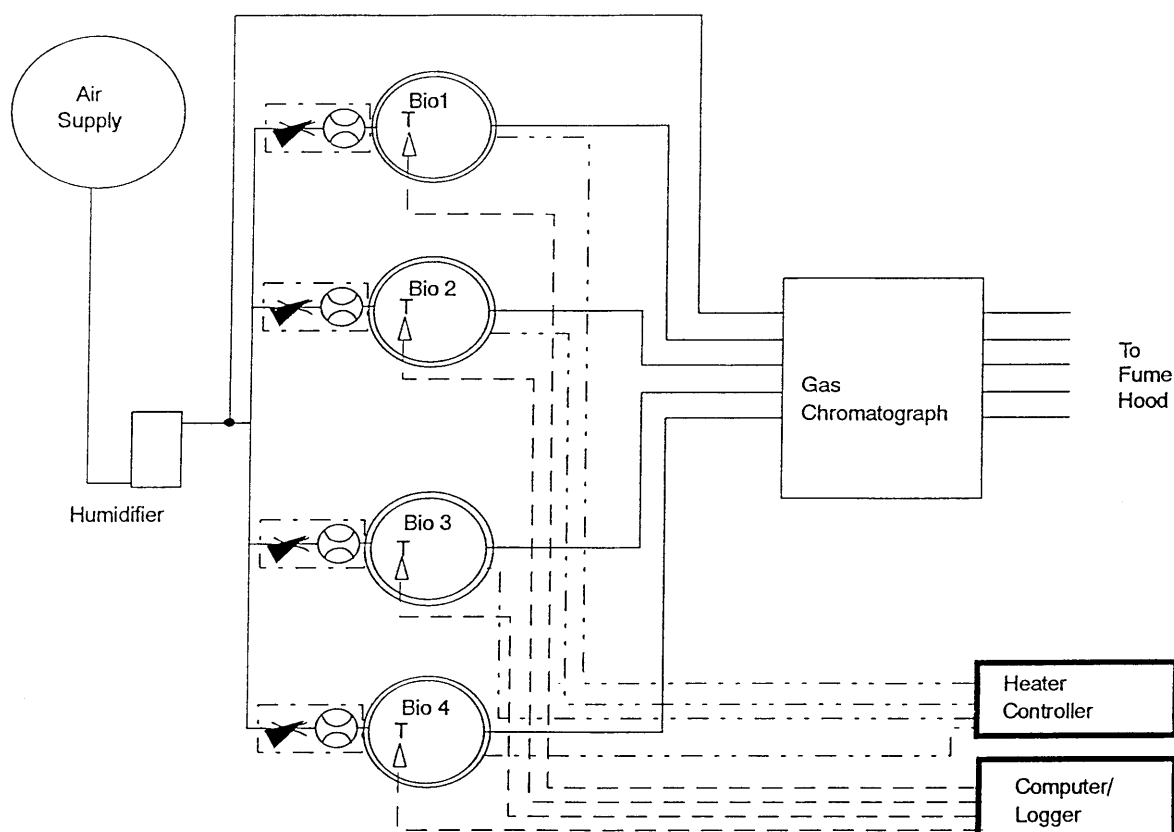 Air
Supply
Bio1
T
Bio 2
T
To
Fume
Hood
Gas
Chromatograph
Humidifier
Bio 3
T
Bio 4
T
Heater
Controller
Computer/
Logger